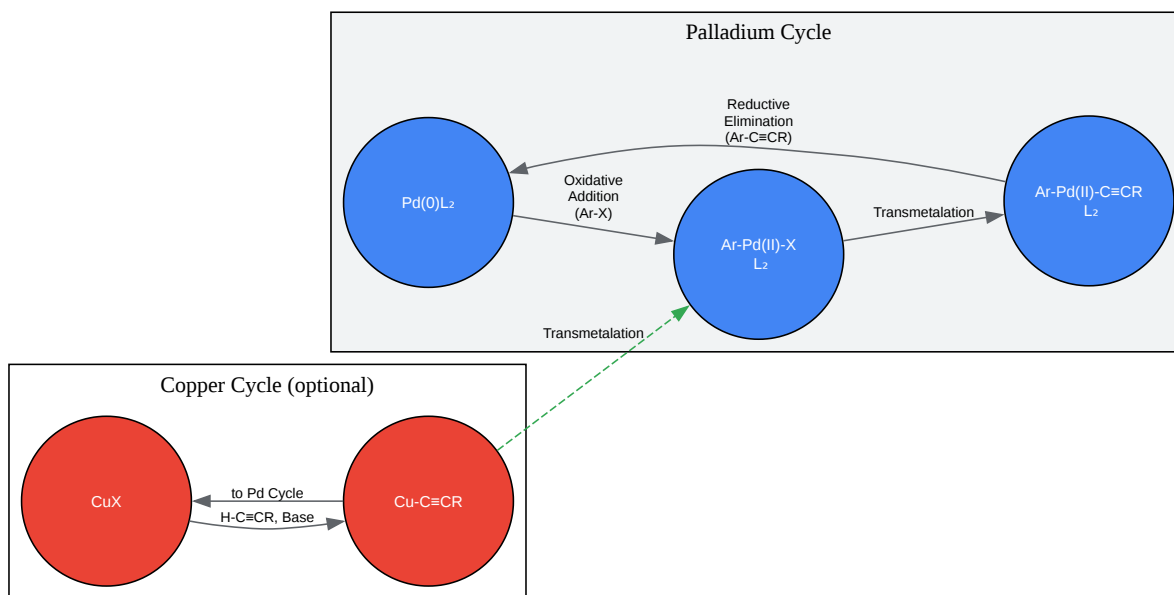 Palladium Cycle
Reductive
Elimination
(Ar-C≡CR)
Oxidative
Addition
(Ar-X)
Pd(0)L₂
Ar-Pd(II)-C≡CR
L₂
Transmetalation
Ar-Pd(II)-X
L₂
Transmetalation
Copper Cycle (optional)
to Pd Cycle
CuX
Cu-C≡CR
H-C≡CR, Base